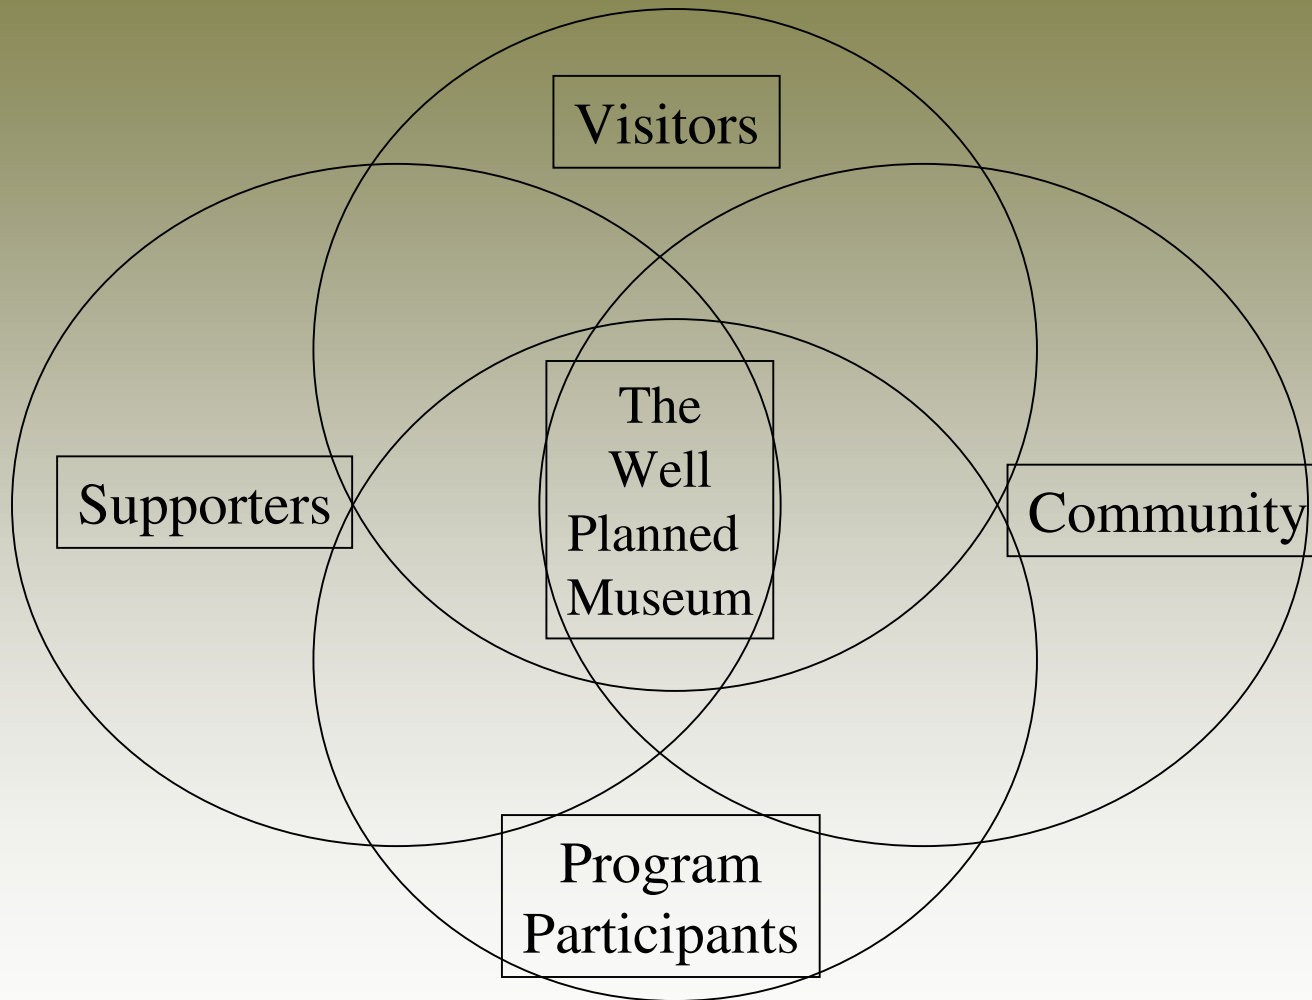 Visitors
The
Well
Planned
Museum
Supporters
Community
Program
Participants